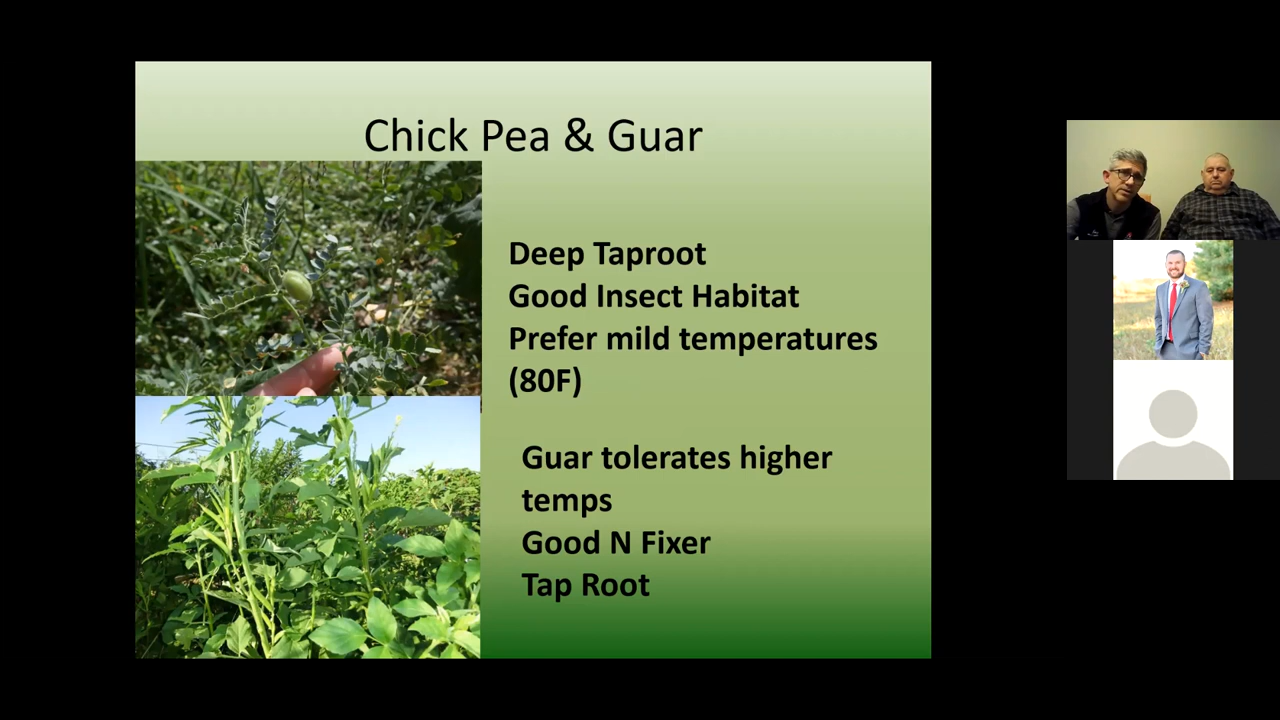 Chick Pea & Guar
Deep Taproot
Good Insect Habitat
Prefer mild temperatures
(80F)
Guar tolerates higher
temps
Good N Fixer
Tap Root